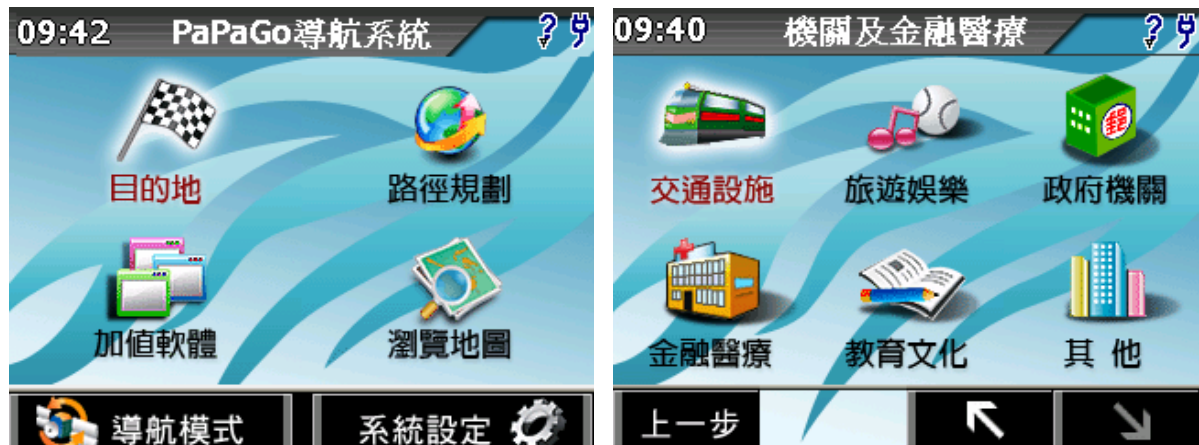 09:42 PaPaGo導航系統
目的地 路徑規劃
加值軟體 瀏覽地圖
導航模式 系統設定
09:40 機關及金融醫療
交通設施 旅遊娛樂 政府機關
郵
金融醫療 教育文化 其他
上一步